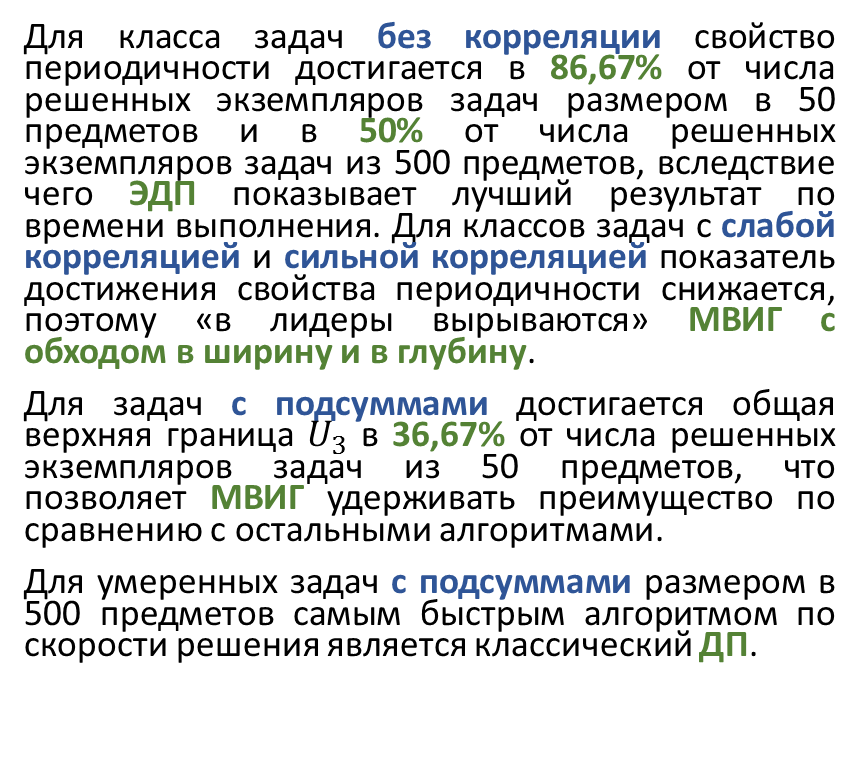 Для класса задач без корреляции свойство
периодичности достигается в 86,67% от числа
решенных экземпляров задач размером в 50
предметов и в 50% от числа решенных
экземпляров задач из 500 предметов, вследствие
чего ЭДП показывает лучший результат по
времени выполнения. Для классов задач с слабой
корреляцией и сильной корреляцией показатель
достижения свойства периодичности снижается,
поэтому «в лидеры вырываются» МВИГ с
обходом в ширину и в глубину.
Для задач с подсуммами достигается общая
верхняя граница U₃ в 36,67% от числа решенных
экземпляров задач из 50 предметов, что
позволяет МВИГ удерживать преимущество по
сравнению с остальными алгоритмами.
Для умеренных задач с подсуммами размером в
500 предметов самым быстрым алгоритмом по
скорости решения является классический ДП.